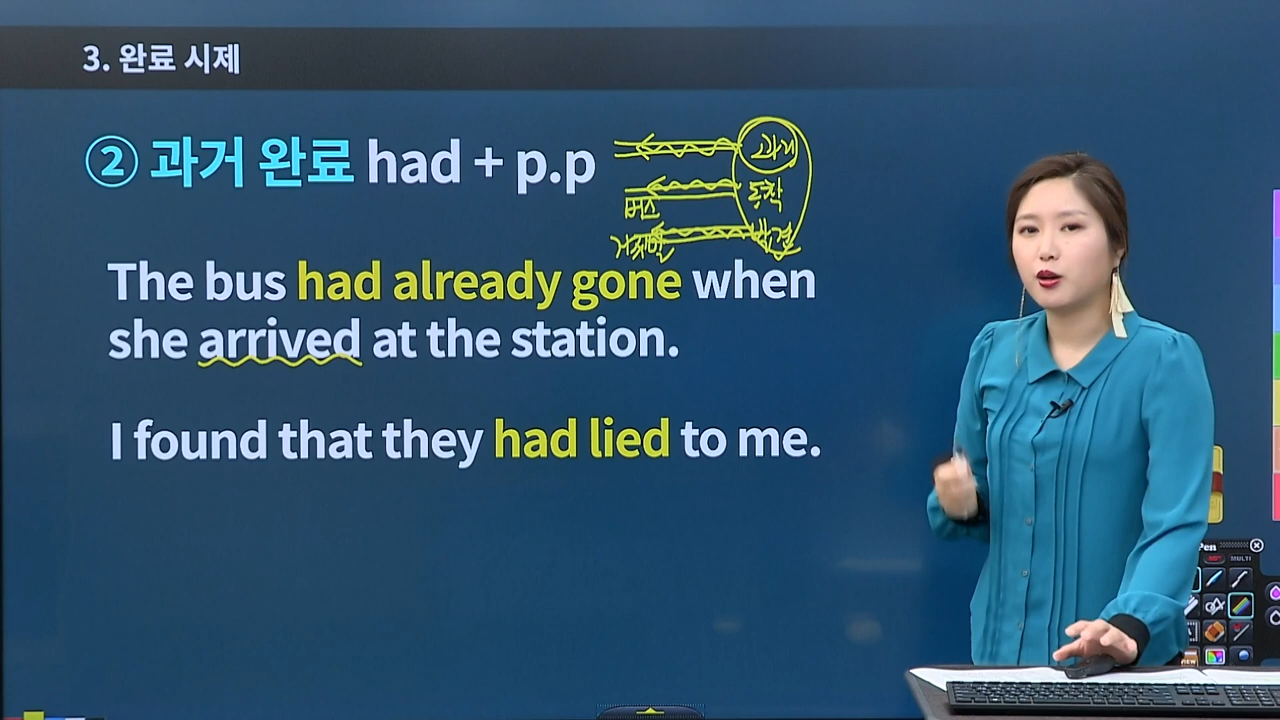 3. 완료 시제
② 과거 완료 had + p.p
과거
도착
버스
거짓말 발견
The bus had already gone when
she arrived at the station.
I found that they had lied to me.
Pen
MULTI